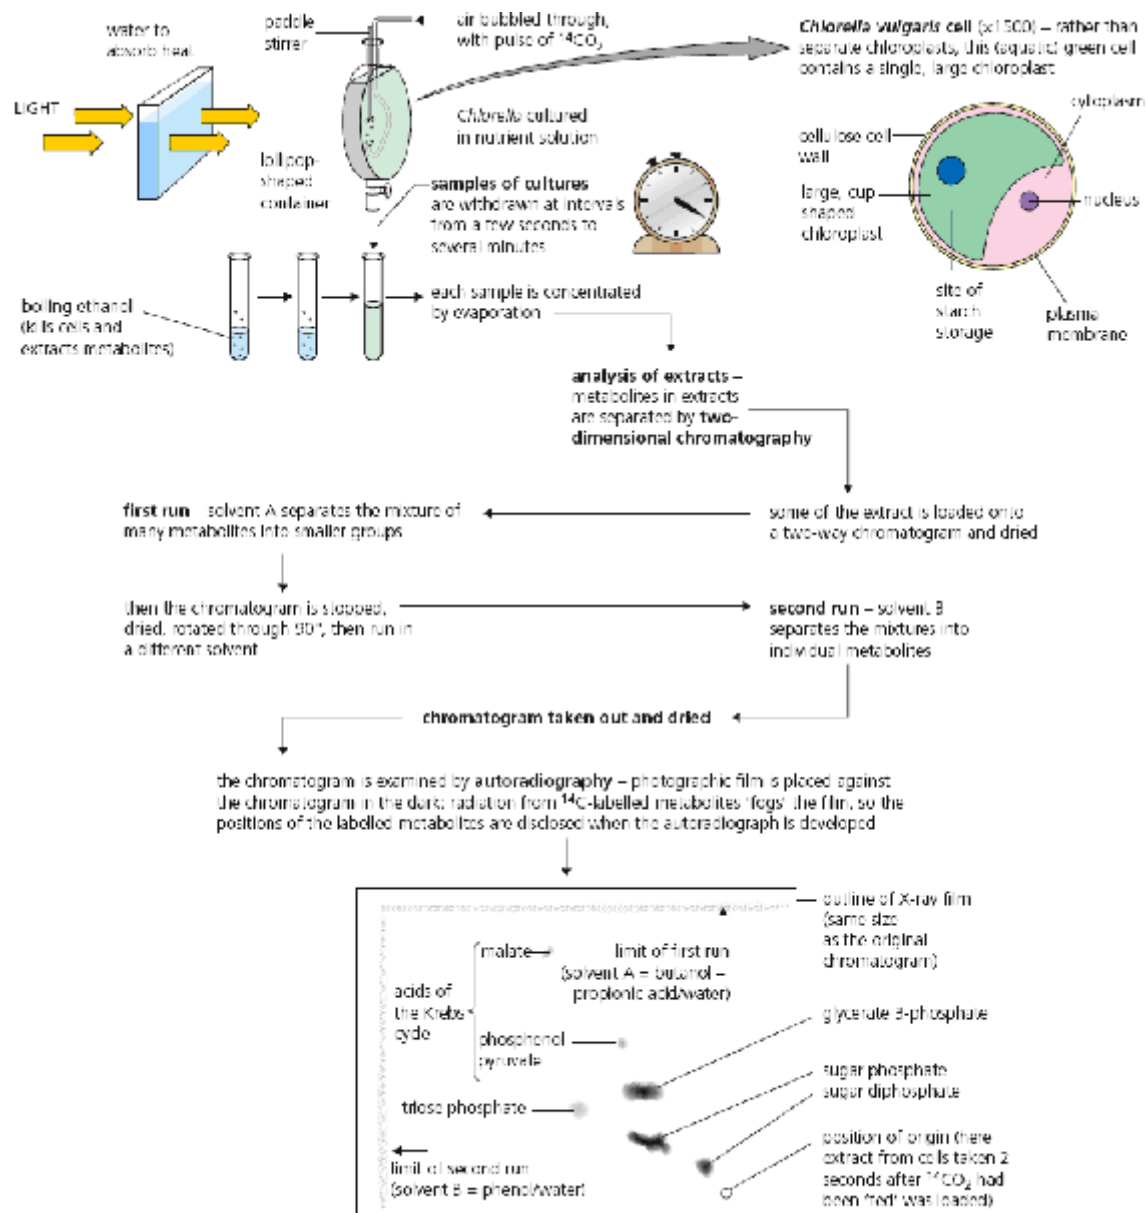 water to
absorb heat
paddle
stirrer
air bubbled through,
with pulse of ¹⁴CO₂
Chlorella vulgaris cell (×1500) – rather than
separate chloroplasts, this (aquatic) green cell
contains a single, large chloroplast
LIGHT
Chlorella cultured
in nutrient solution
lollipop-
shaped
container
samples of cultures
are withdrawn at intervals
from a few seconds to
several minutes
cytoplasm
cellulose cell
wall
large, cup
shaped
chloroplast
nucleus
site of
starch
storage
plasma
membrane
boiling ethanol
(kills cells and
extracts metabolites)
each sample is concentrated
by evaporation
analysis of extracts –
metabolites in extracts
are separated by two-
dimensional chromatography
first run – solvent A separates the mixture of
many metabolites into smaller groups
some of the extract is loaded onto
a two-way chromatogram and dried
then the chromatogram is stopped,
dried, rotated through 90°, then run in
a different solvent
second run – solvent B
separates the mixtures into
individual metabolites
chromatogram taken out and dried
the chromatogram is examined by autoradiography – photographic film is placed against
the chromatogram in the dark: radiation from ¹⁴C-labelled metabolites 'fogs' the film, so the
positions of the labelled metabolites are disclosed when the autoradiograph is developed
outline of X-ray film
(same size
as the original
chromatogram)
malate
limit of first run
(solvent A = butanol –
propionic acid/water)
acids of
the Krebs
cycle
phosphenol
pyruvate
glycerate 3-phosphate
sugar phosphate
sugar diphosphate
triose phosphate
position of origin (here
extract from cells taken 2
seconds after ¹⁴CO₂ had
been 'fed' was loaded)
limit of second run
(solvent B = phenol/water)